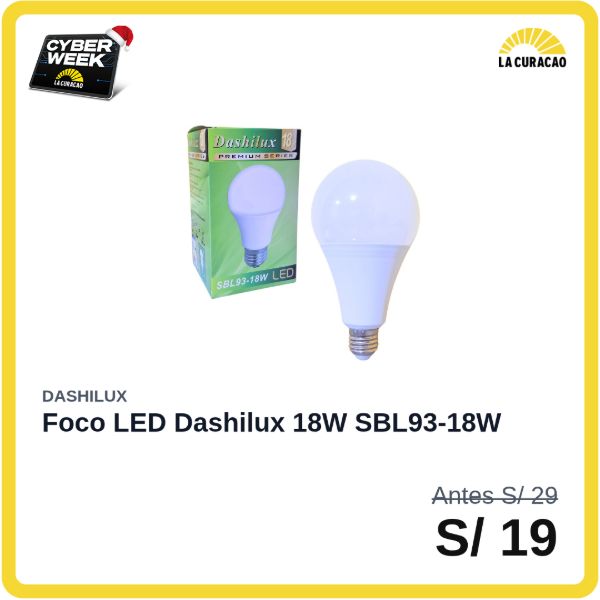 CYBER
WEEK
LA CURACAO
LA CURACAO
Dashilux 18
PREMIUM SERIES
SBL93-18W LED
DASHILUX
Foco LED Dashilux 18W SBL93-18W
Antes S/ 29
S/ 19